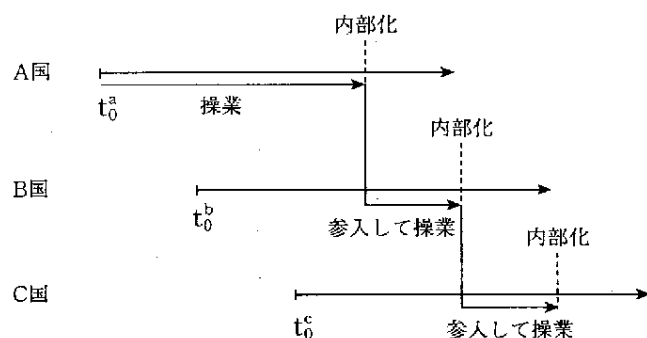 内部化
A国
t₀ᵃ 操業
内部化
B国
t₀ᵇ 参入して操業
内部化
C国
t₀ᶜ 参入して操業